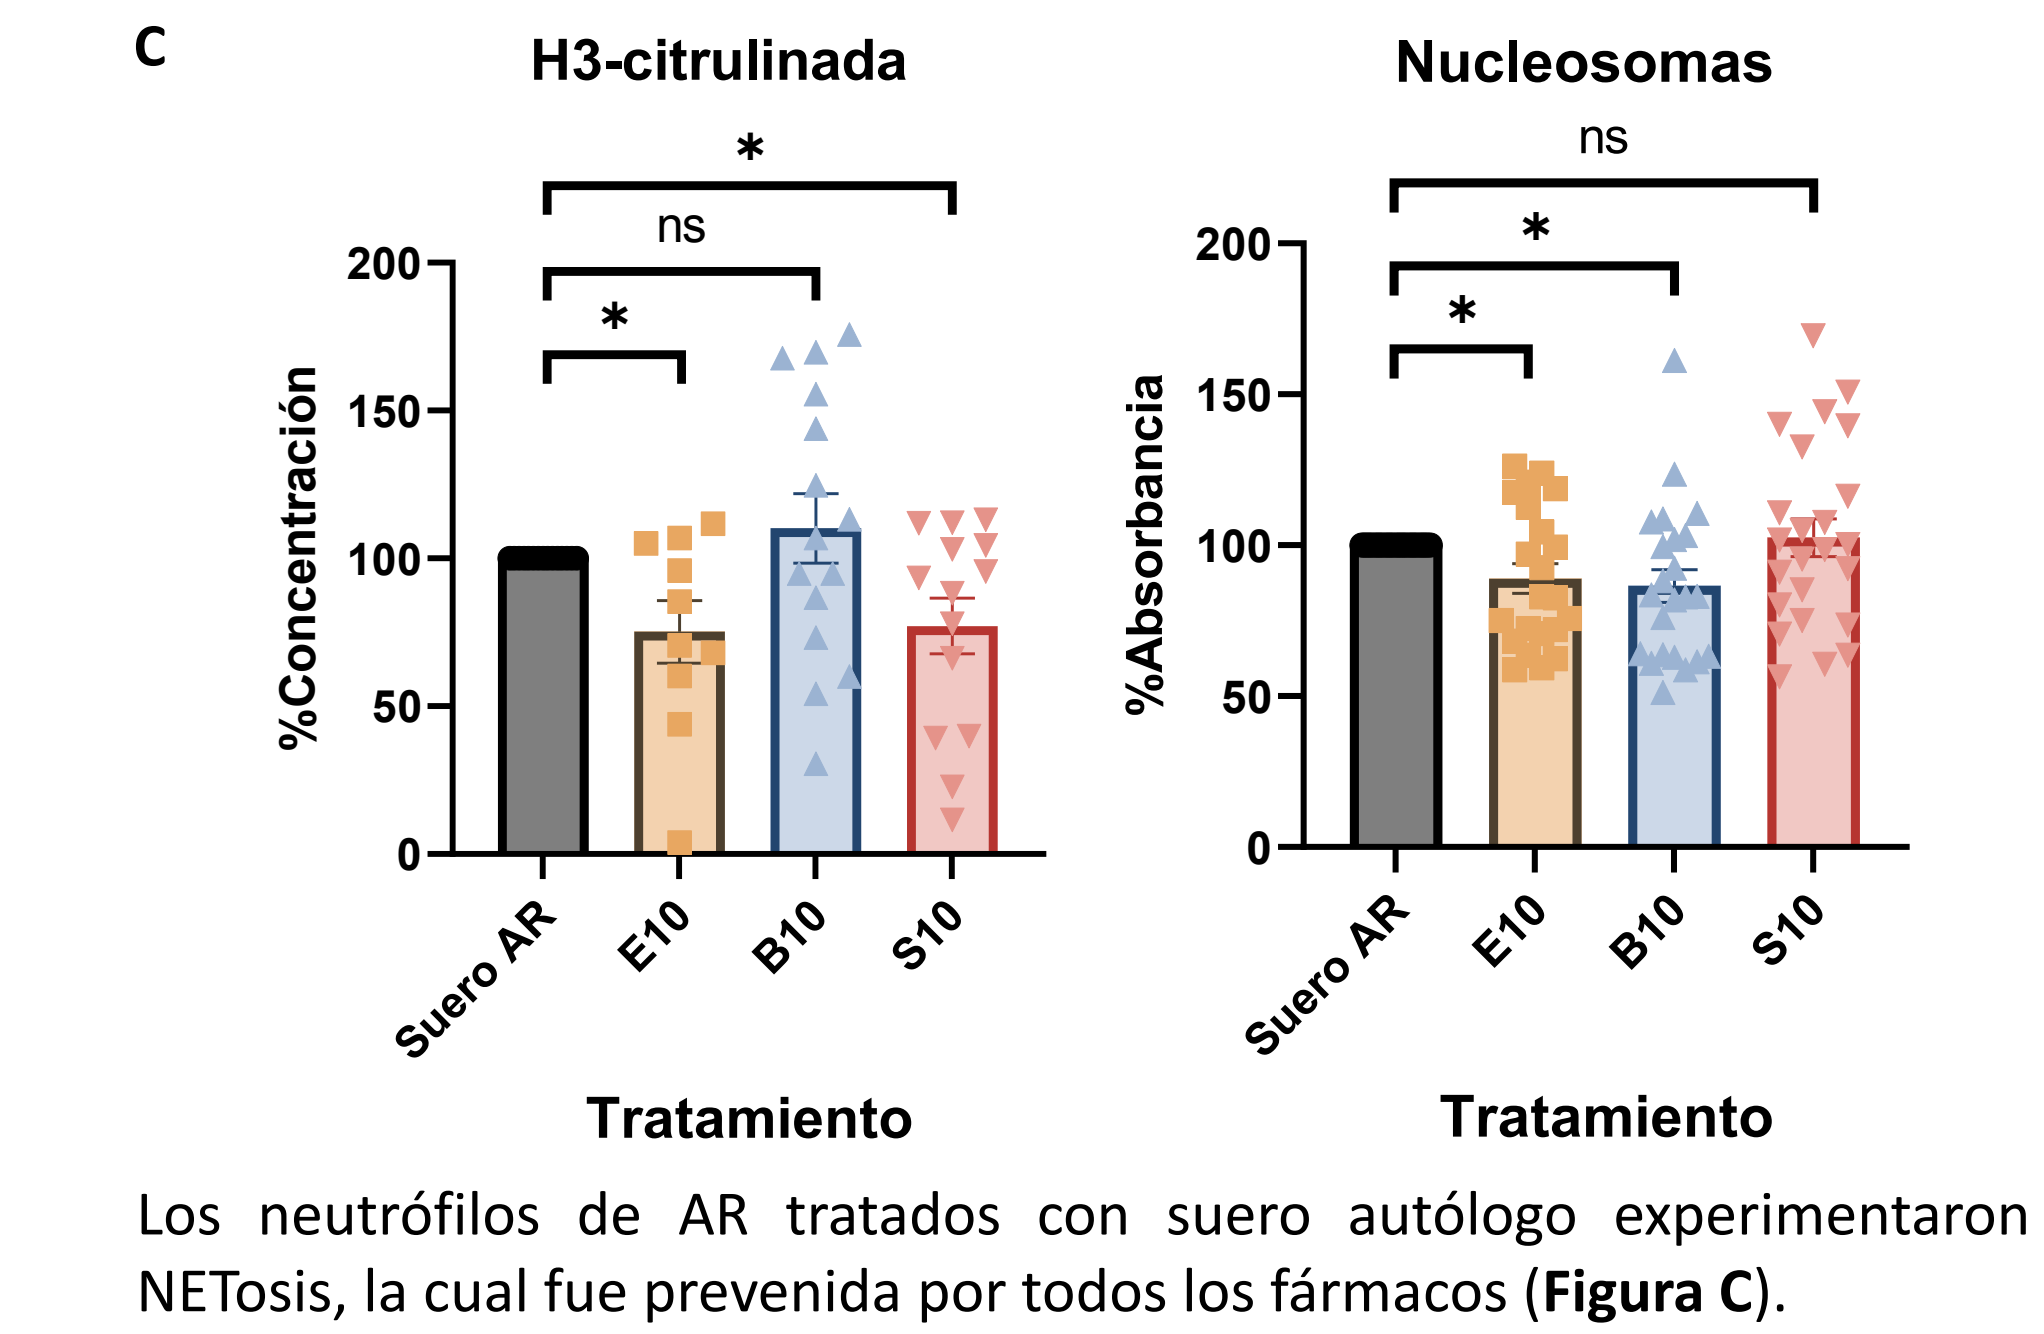 C
H3-citrulinada
*
ns
*
200
150
100
50
0
%Concentración
Suero AR
E10
B10
S10
Tratamiento
Nucleosomas
ns
*
*
200
150
100
50
0
%Absorbancia
Suero AR
E10
B10
S10
Tratamiento
Los neutrófilos de AR tratados con suero autólogo experimentaron
NETosis, la cual fue prevenida por todos los fármacos (Figura C).